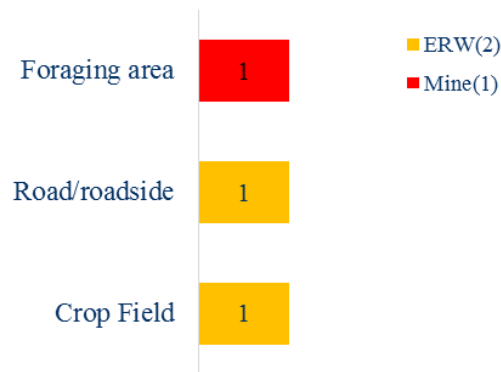 Foraging area
1
ERW(2)
Mine(1)
Road/roadside
1
Crop Field
1